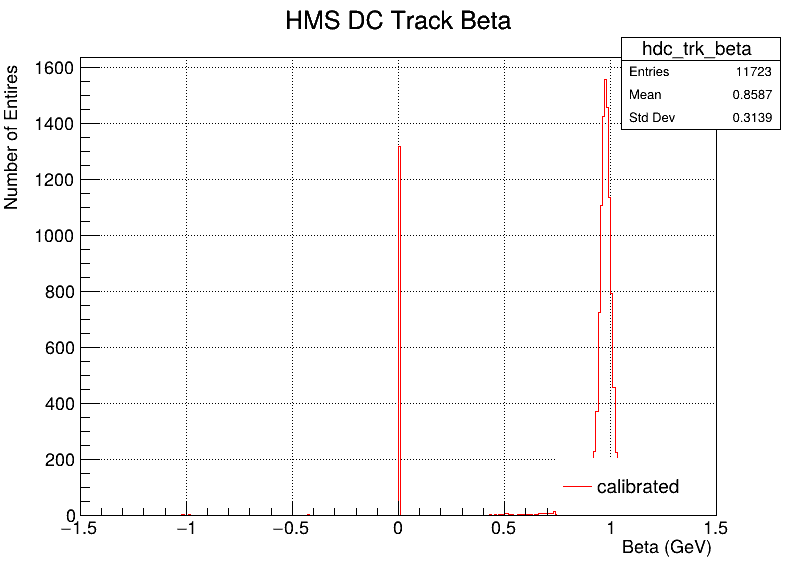 HMS DC Track Beta
hdc_trk_beta
Entries 11723
Mean 0.8587
Std Dev 0.3139
Number of Entires
1600
1400
1200
1000
800
600
400
200
0
calibrated
−1.5 −1 −0.5 0 0.5 1 1.5
Beta (GeV)